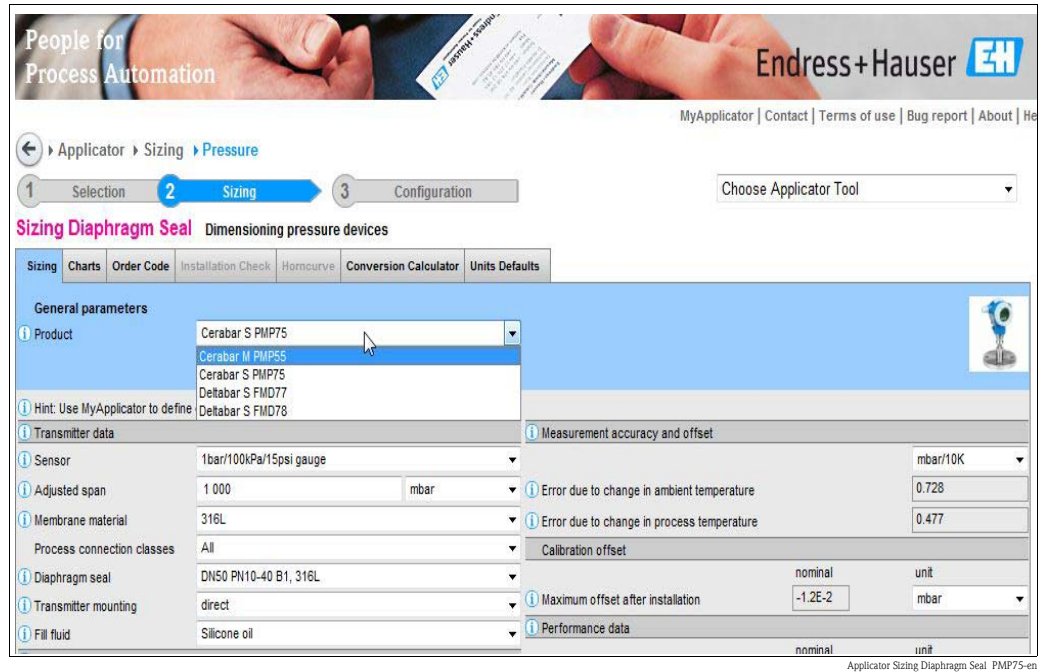 People for
Process Automation
Endress+Hauser EH
MyApplicator | Contact | Terms of use | Bug report | About | He
Applicator Sizing Pressure
1 Selection 2 Sizing 3 Configuration
Choose Applicator Tool
Sizing Diaphragm Seal Dimensioning pressure devices
Sizing Charts Order Code Installation Check Horncurve Conversion Calculator Units Defaults
General parameters
Product Cerabar S PMP75
Cerabar M PMP55
Cerabar S PMP75
Deltabar S FMD77
Deltabar S FMD78
Hint: Use MyApplicator to define
Transmitter data Measurement accuracy and offset
Sensor 1bar/100kPa/15psi gauge mbar/10K
Adjusted span 1 000 mbar Error due to change in ambient temperature 0.728
Membrane material 316L Error due to change in process temperature 0.477
Process connection classes All Calibration offset
nominal unit
Diaphragm seal DN50 PN10-40 B1, 316L
Transmitter mounting direct Maximum offset after installation -1.2E-2 mbar
Fill fluid Silicone oil Performance data
nominal unit
Applicator Sizing Diaphragm Seal PMP75-en